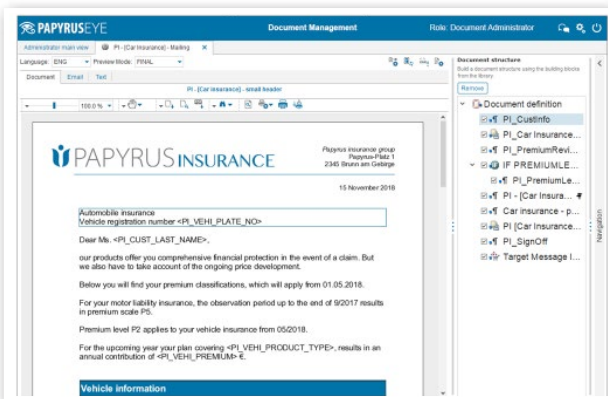 PAPYRUSEYE Document Management Role: Document Administrator
Administrator main view PI - [Car Insurance] - Mailing
Language: ENG Preview Mode: FINAL
Document Email Text
PI - [Car Insurance] - small header
100.0 %
PAPYRUS INSURANCE
Papyrus insurance group
Papyrus-Platz 1
2345 Brunn am Gebirge
15 November 2018
Automobile insurance
Vehicle registration number <PI_VEHI_PLATE_NO>
Dear Ms. <PI_CUST_LAST_NAME>,
our products offer you comprehensive financial protection in the event of a claim. But
we also have to take account of the ongoing price development.
Below you will find your premium classifications, which will apply from 01.05.2018.
For your motor liability insurance, the observation period up to the end of 9/2017 results
in premium scale P5.
Premium level P2 applies to your vehicle insurance from 05/2018.
For the upcoming year your plan covering <PI_VEHI_PRODUCT_TYPE>, results in an
annual contribution of <PI_VEHI_PREMIUM> €.
Vehicle information
Document structure
Build a document structure using the building blocks
from the library.
Remove
Document definition
PI_CustInfo
PI_Car Insurance...
PI_PremiumRevi...
IF PREMIUMLE...
PI_PremiumLe...
PI - [Car Insura...
Car insurance - p...
PI [Car Insurance...
PI_SignOff
Target Message I...
Navigation